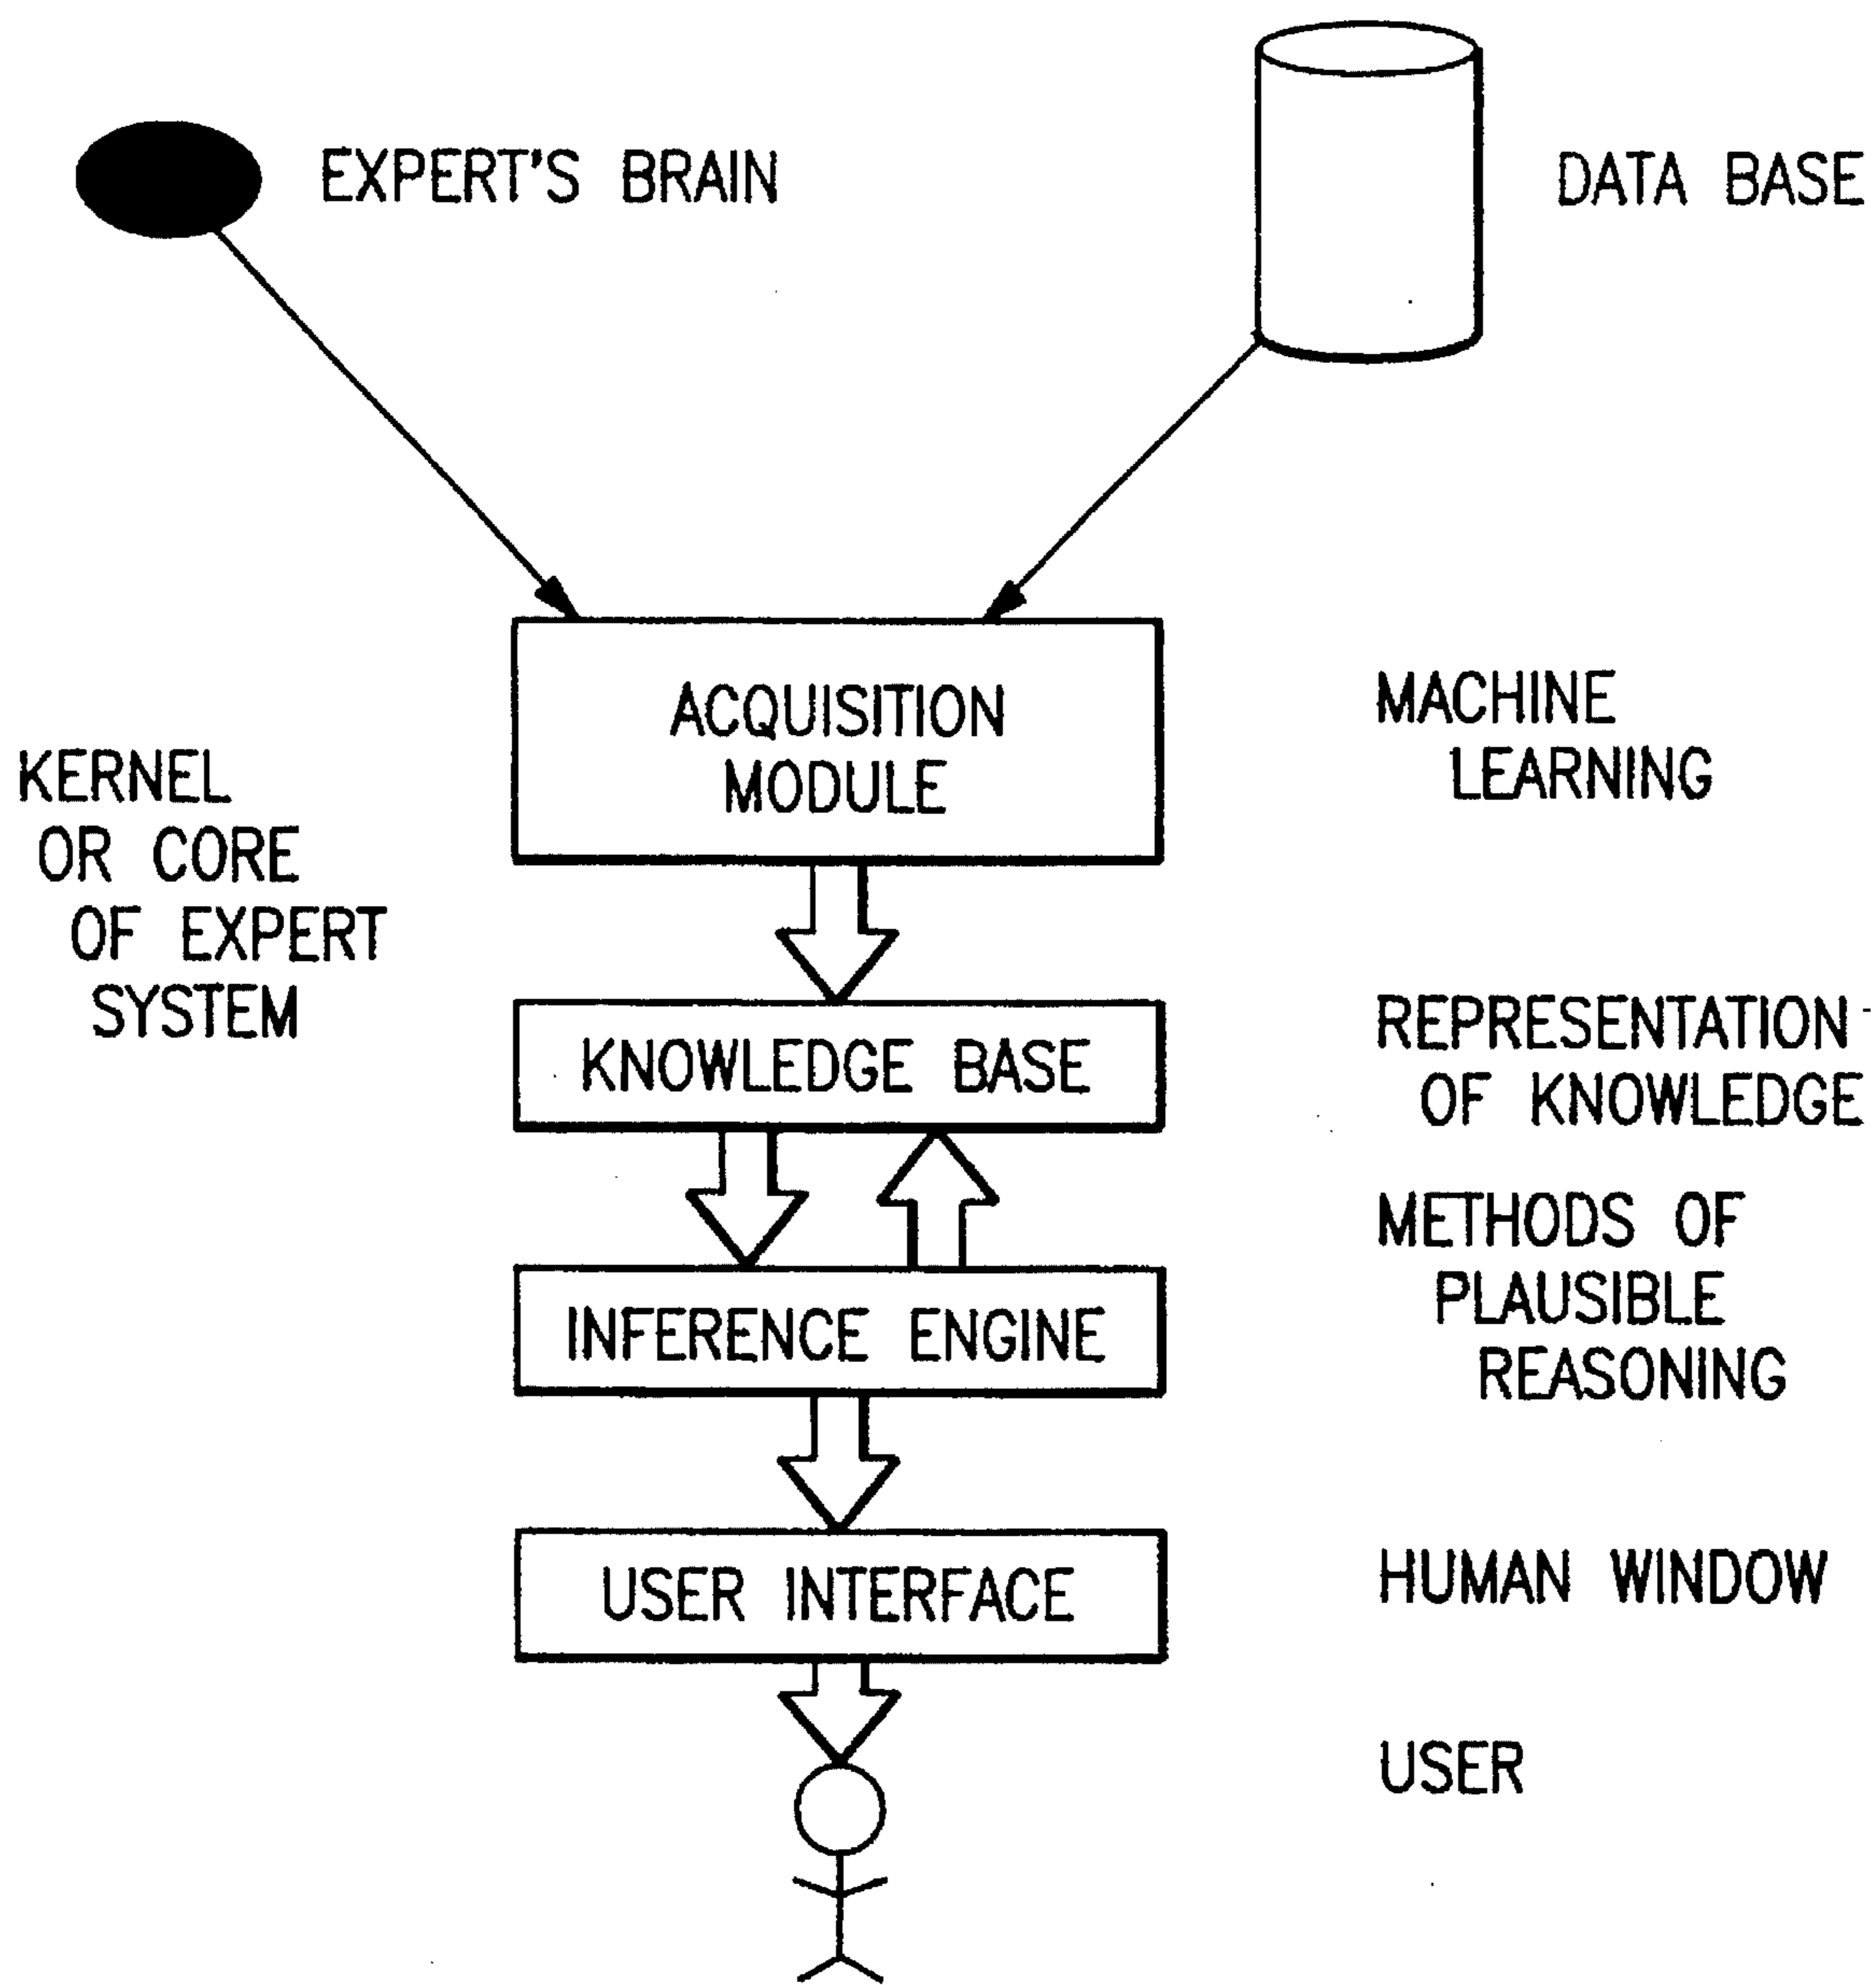 EXPERT'S BRAIN
DATA BASE
ACQUISITION
MODULE
MACHINE
LEARNING
KERNEL
OR CORE
OF EXPERT
SYSTEM
KNOWLEDGE BASE
REPRESENTATION
OF KNOWLEDGE
INFERENCE ENGINE
METHODS OF
PLAUSIBLE
REASONING
USER INTERFACE
HUMAN WINDOW
USER